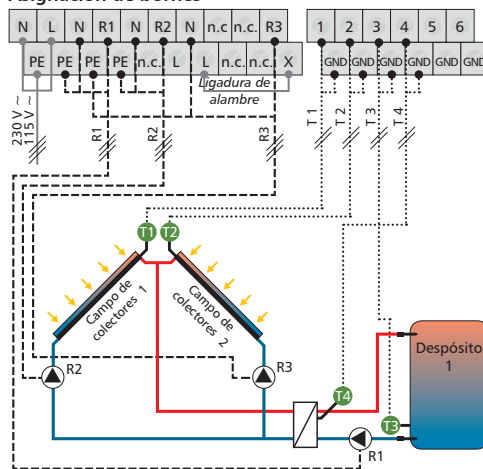 Asignación de bornes
N L N R1 N R2 N n.c n.c. R3
1 2 3 4 5 6
PE PE PE PE n.c. L L n.c. n.c. X
GND GND GND GND GND GND
Ligadura de
alambre
230 V ~
115 V ~
R1
R2
R3
T 1
T 2
T 3
T 4
T1 T2
Campo de
colectores 1
Campo de
colectores 2
Despósito
1
R2
R3
T4
T3
R1